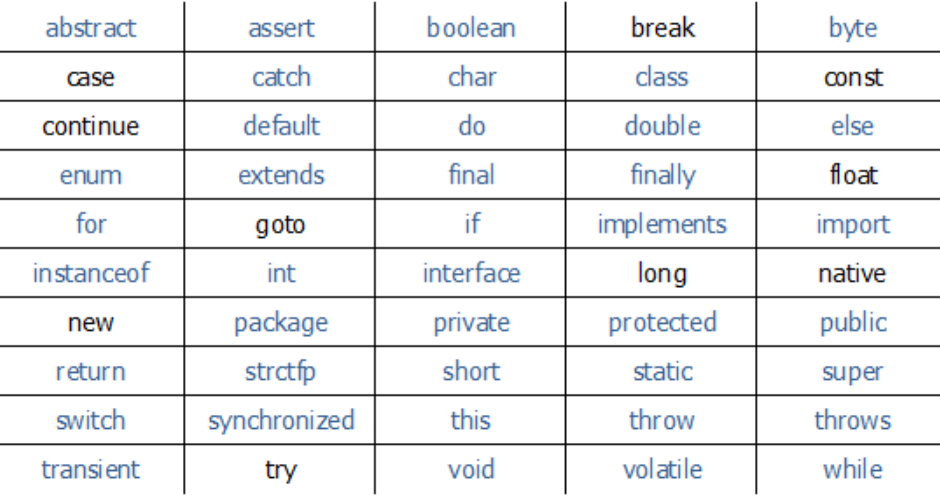 abstract assert boolean break byte
case catch char class const
continue default do double else
enum extends final finally float
for goto if implements import
instanceof int interface long native
new package private protected public
return strctfp short static super
switch synchronized this throw throws
transient try void volatile while